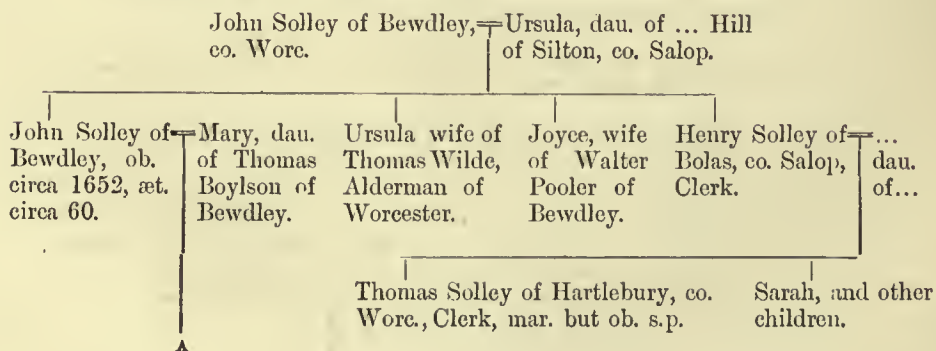 John Solley of Bewdley, co. Worc.
Ursula, dau. of ... Hill of Silton, co. Salop.
John Solley of
Bewdley, ob.
circa 1652, æt.
circa 60.
Mary, dau.
of Thomas
Boylson of
Bewdley.
Ursula wife of
Thomas Wilde,
Alderman of
Worcester.
Joyce, wife
of Walter
Pooler of
Bewdley.
Henry Solley of
Bolas, co. Salop,
Clerk.
...
dau.
of...
Thomas Solley of Hartlebury, co.
Worc., Clerk, mar. but ob. s.p.
Sarah, and other
children.